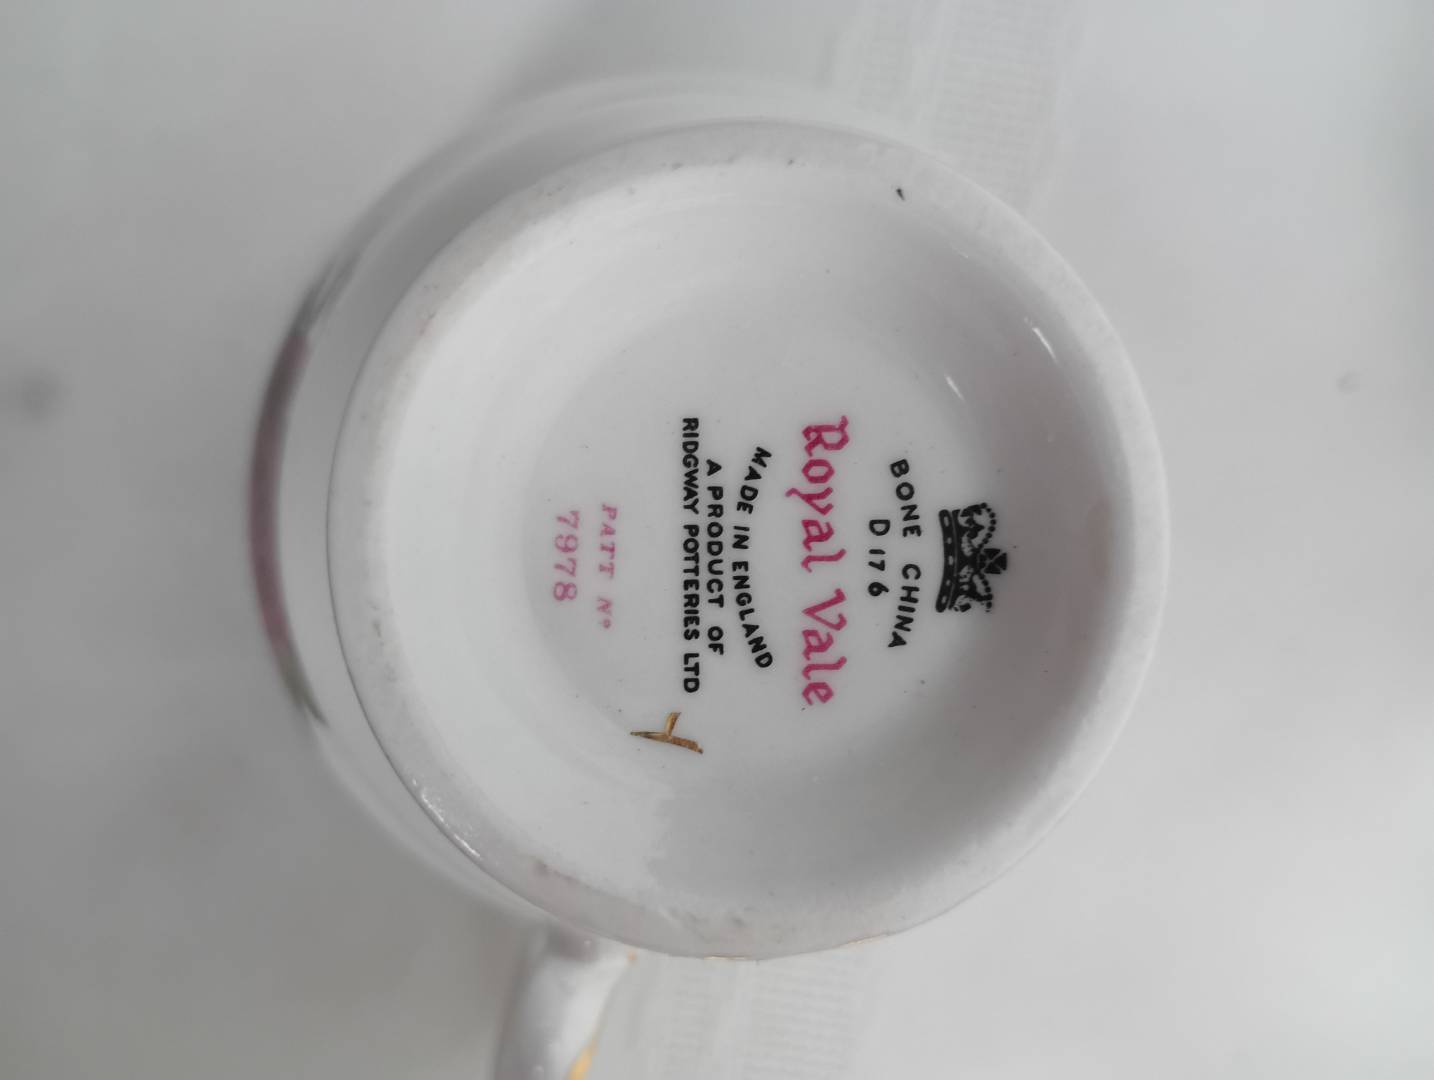 BONE CHINA
D 176
Royal Vale
MADE IN ENGLAND
A PRODUCT OF
RIDGWAY POTTERIES LTD
PATT Nº
7978